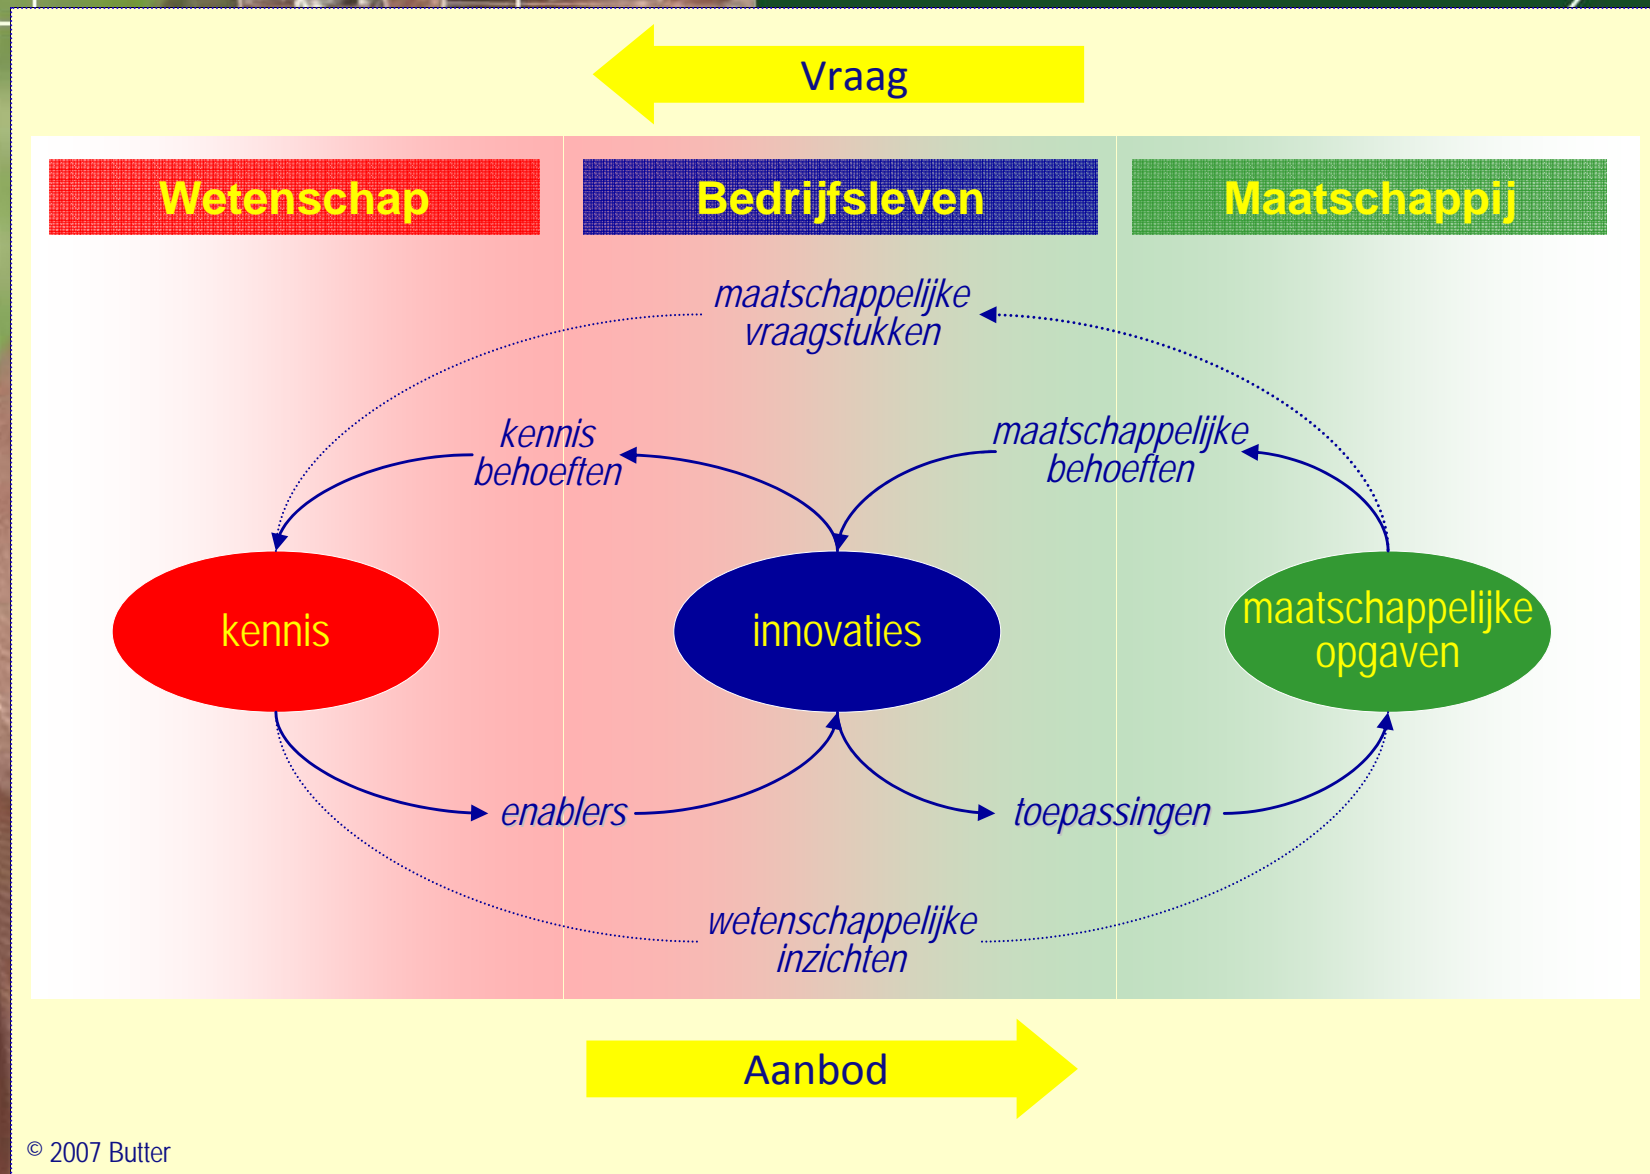 Vraag
Wetenschap
Bedrijfsleven
Maatschappij
maatschappelijke
vraagstukken
kennis
behoeften
maatschappelijke
behoeften
kennis
innovaties
maatschappelijke
opgaven
enablers
toepassingen
wetenschappelijke
inzichten
Aanbod
© 2007 Butter